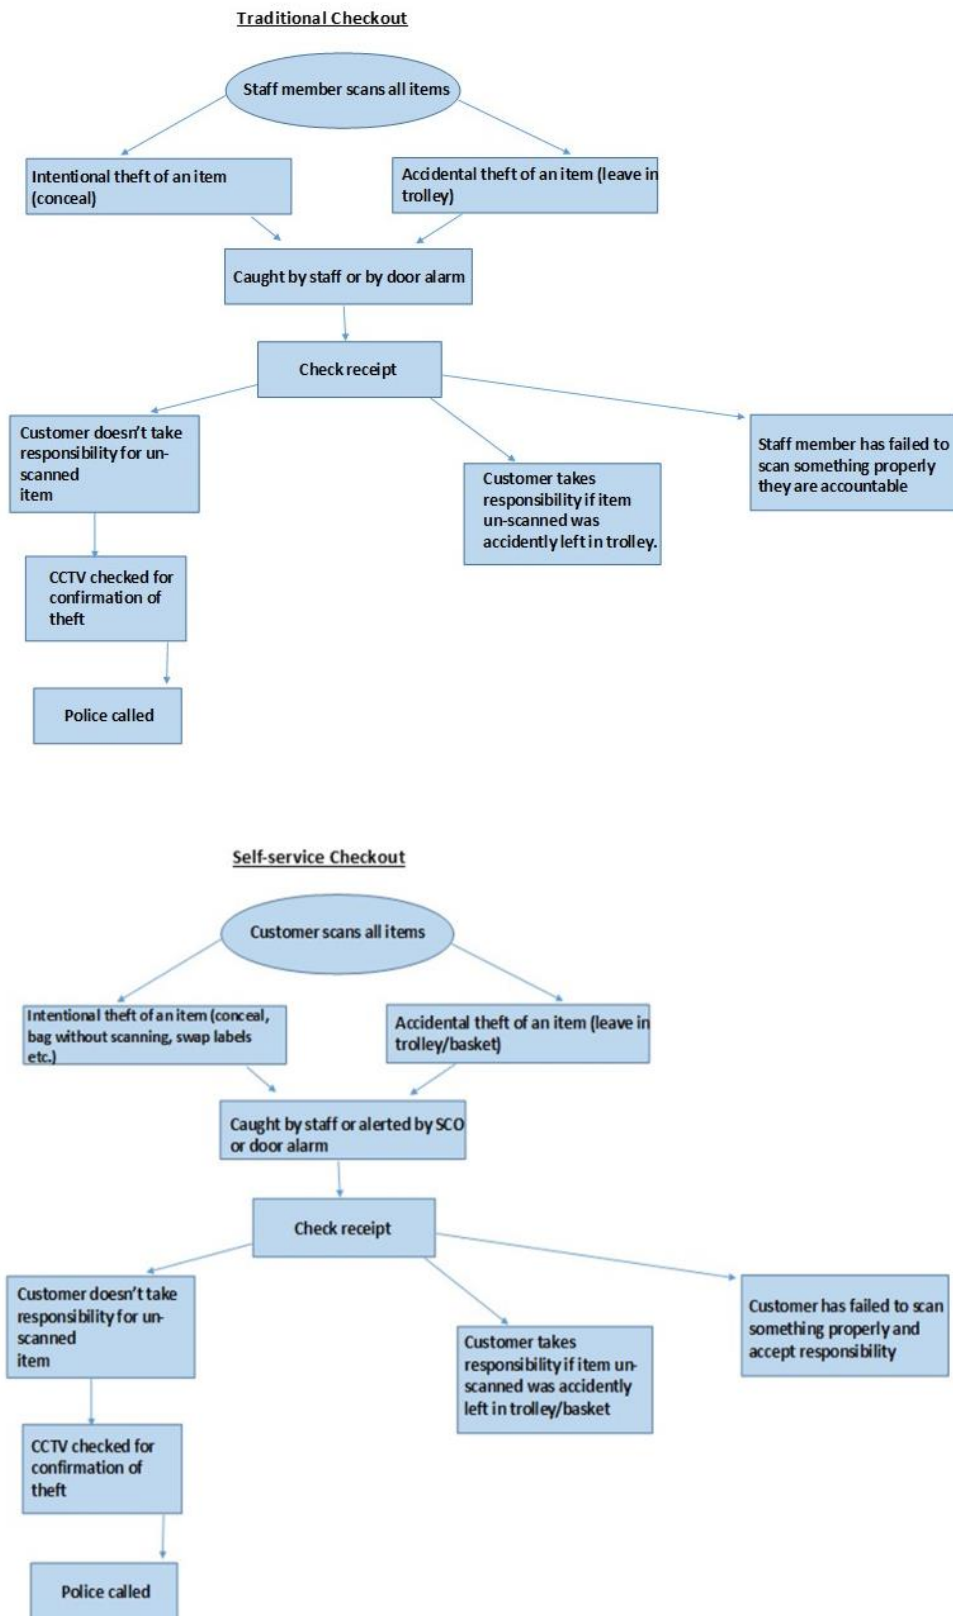 Traditional Checkout
Staff member scans all items
Intentional theft of an item
(conceal)
Accidental theft of an item (leave in
trolley)
Caught by staff or by door alarm
Check receipt
Customer doesn't take
responsibility for un-
scanned
item
Customer takes
responsibility if item
un-scanned was
accidently left in trolley.
Staff member has failed to
scan something properly
they are accountable
CCTV checked for
confirmation of
theft
Police called
Self-service Checkout
Customer scans all items
Intentional theft of an item (conceal,
bag without scanning, swap labels
etc.)
Accidental theft of an item (leave in
trolley/basket)
Caught by staff or alerted by SCO
or door alarm
Check receipt
Customer doesn't take
responsibility for un-
scanned
item
Customer takes
responsibility if item un-
scanned was accidently
left in trolley/basket
Customer has failed to scan
something properly and
accept responsibility
CCTV checked for
confirmation of
theft
Police called